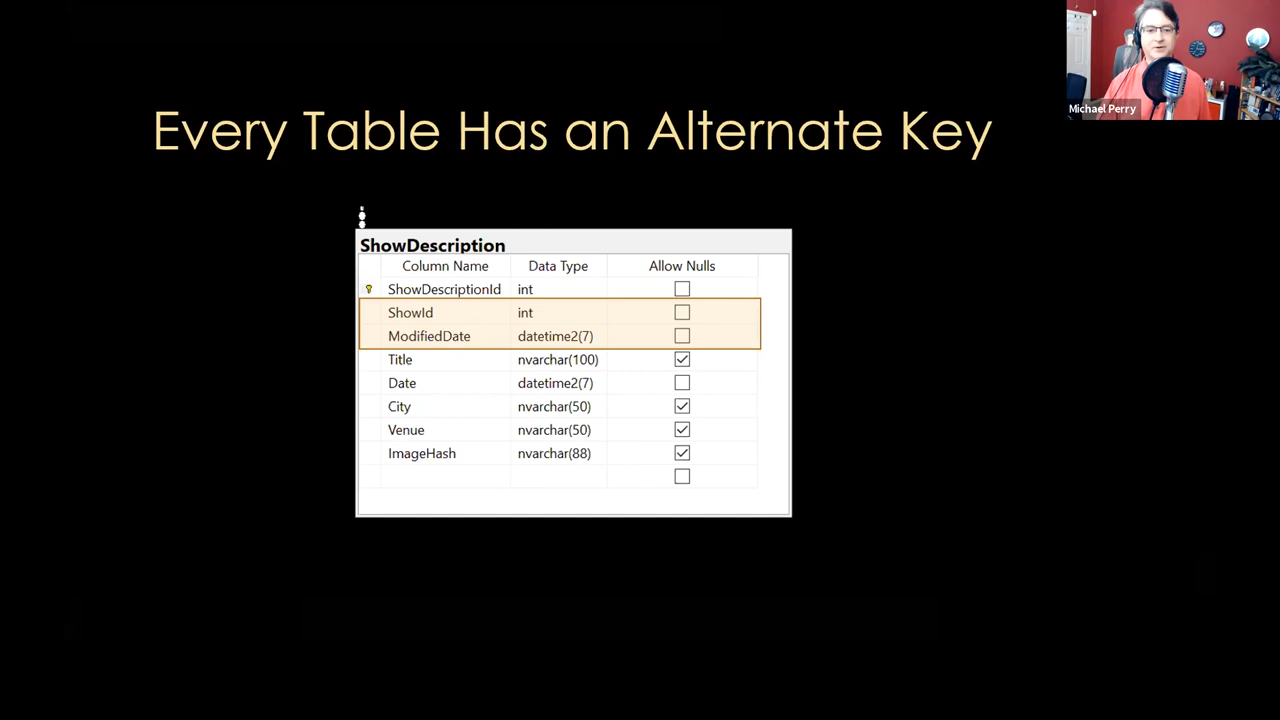 Every Table Has an Alternate Key
Michael Perry
ShowDescription
Column Name Data Type Allow Nulls
ShowDescriptionId int
ShowId int
ModifiedDate datetime2(7)
Title nvarchar(100)
Date datetime2(7)
City nvarchar(50)
Venue nvarchar(50)
ImageHash nvarchar(88)